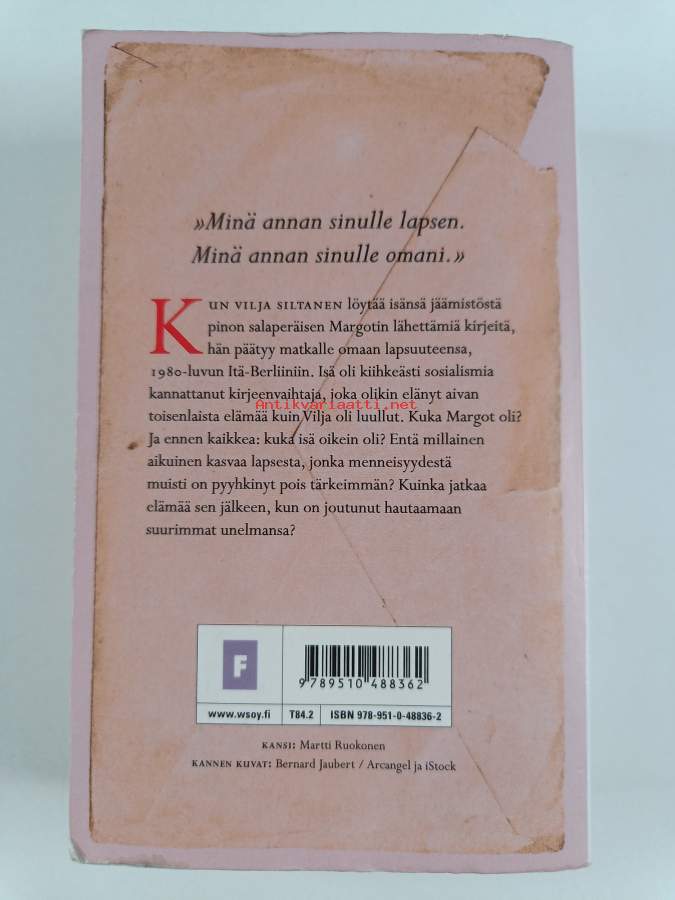 »Minä annan sinulle lapsen.
Minä annan sinulle omani.»
KUN VILJA SILTANEN löytää isänsä jäämistöstä
pinon salaperäisen Margotin lähettämiä kirjeitä,
hän päätyy matkalle omaan lapsuuteensa,
1980-luvun Itä-Berliiniin. Isä oli kiihkeästi sosialismia
kannattanut kirjeenvaihtaja, joka olikin elänyt aivan
Antikvariaatti.net
toisenlaista elämää kuin Vilja oli luullut. Kuka Margot oli?
Ja ennen kaikkea: kuka isä oikein oli? Entä millainen
aikuinen kasvaa lapsesta, jonka menneisyydestä
muisti on pyyhkinyt pois tärkeimmän? Kuinka jatkaa
elämää sen jälkeen, kun on joutunut hautaamaan
suurimmat unelmansa?
F
9 789510 488362
www.wsoy.fi
T84.2
ISBN 978-951-0-48836-2
KANSI: Martti Ruokonen
KANNEN KUVAT: Bernard Jaubert / Arcangel ja iStock